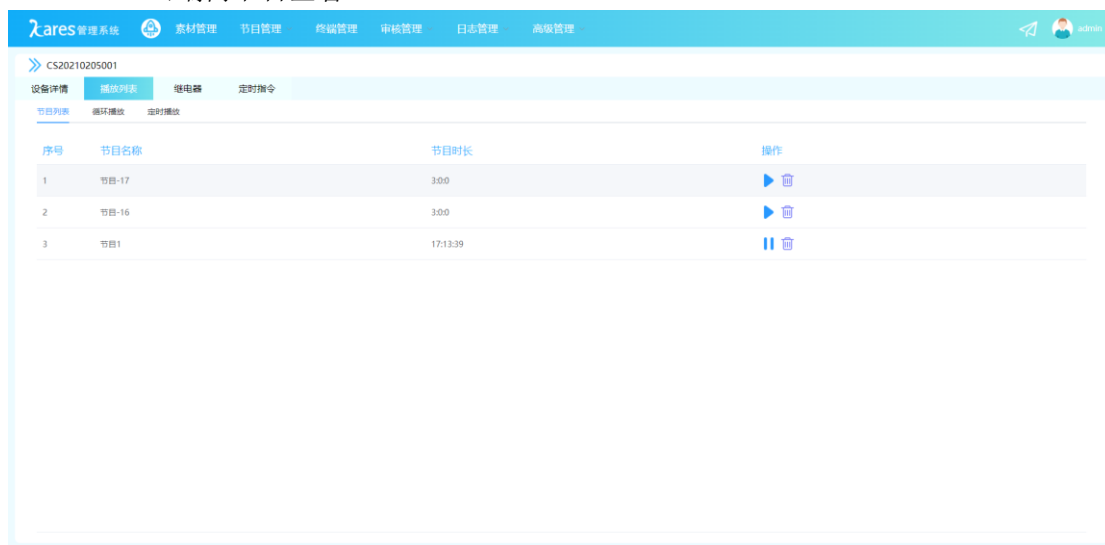 λares管理系统 素材管理 节目管理 终端管理 审核管理 日志管理 高级管理 admin
CS20210205001
设备详情 播放列表 继电器 定时指令
节目列表 循环播放 定时播放
序号 节目名称 节目时长 操作
1 节目-17 3:0:0
2 节目-16 3:0:0
3 节目1 17:13:39